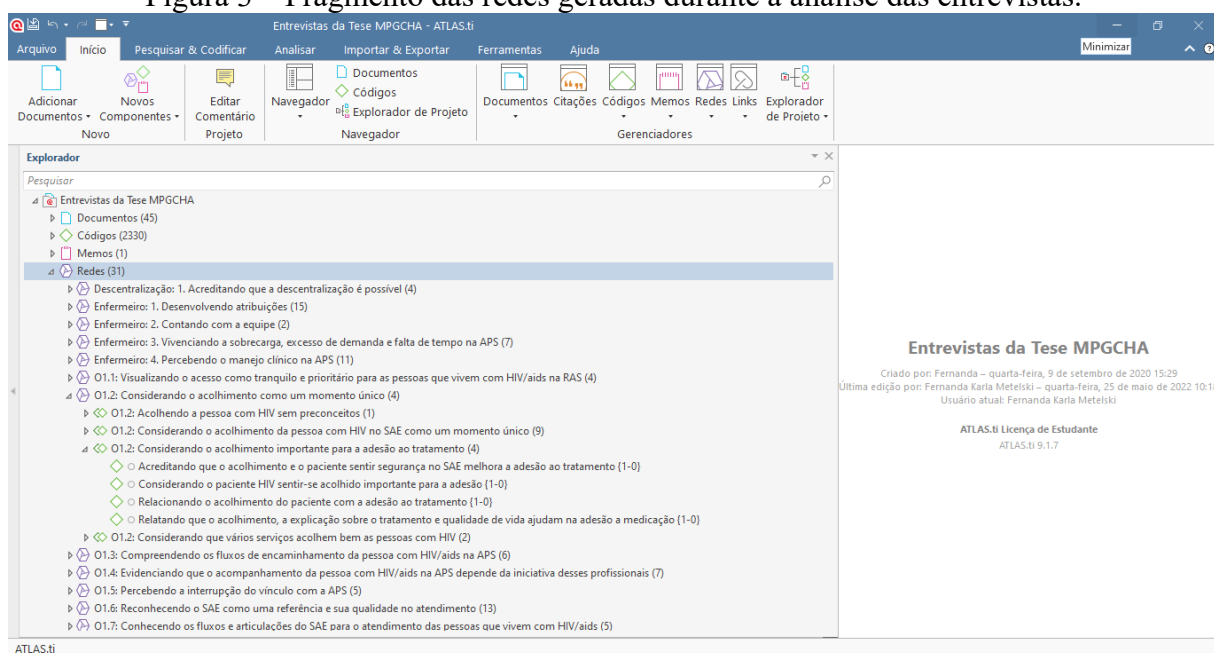 Figura 3 – Fragmento das redes geradas durante a análise das entrevistas.
Entrevistas da Tese MPGCHA - ATLAS.ti
Arquivo Início Pesquisar & Codificar Analisar Importar & Exportar Ferramentas Ajuda Minimizar
Adicionar Documentos
Novos Componentes
Novo
Editar Comentário
Projeto
Navegador
Documentos
Códigos
Explorador de Projeto
Navegador
Documentos Citações Códigos Memos Redes Links Explorador de Projeto
Gerenciadores
Explorador
Pesquisar
Entrevistas da Tese MPGCHA
Documentos (45)
Códigos (2330)
Memos (1)
Redes (31)
Descentralização: 1. Acreditando que a descentralização é possível (4)
Enfermeiro: 1. Desenvolvendo atribuições (15)
Enfermeiro: 2. Contando com a equipe (2)
Enfermeiro: 3. Vivenciando a sobrecarga, excesso de demanda e falta de tempo na APS (7)
Enfermeiro: 4. Percebendo o manejo clínico na APS (11)
O1.1: Visualizando o acesso como tranquilo e prioritário para as pessoas que vivem com HIV/aids na RAS (4)
O1.2: Considerando o acolhimento como um momento único (4)
O1.2: Acolhendo a pessoa com HIV sem preconceitos (1)
O1.2: Considerando o acolhimento da pessoa com HIV no SAE como um momento único (9)
O1.2: Considerando o acolhimento importante para a adesão ao tratamento (4)
Acreditando que o acolhimento e o paciente sentir segurança no SAE melhora a adesão ao tratamento {1-0}
Considerando o paciente HIV sentir-se acolhido importante para a adesão {1-0}
Relacionando o acolhimento do paciente com a adesão ao tratamento {1-0}
Relatando que o acolhimento, a explicação sobre o tratamento e qualidade de vida ajudam na adesão a medicação {1-0}
O1.2: Considerando que vários serviços acolhem bem as pessoas com HIV (2)
O1.3: Compreendendo os fluxos de encaminhamento da pessoa com HIV/aids na APS (6)
O1.4: Evidenciando que o acompanhamento da pessoa com HIV/aids na APS depende da iniciativa desses profissionais (7)
O1.5: Percebendo a interrupção do vínculo com a APS (5)
O1.6: Reconhecendo o SAE como uma referência e sua qualidade no atendimento (13)
O1.7: Conhecendo os fluxos e articulações do SAE para o atendimento das pessoas que vivem com HIV/aids (5)
Entrevistas da Tese MPGCHA
Criado por: Fernanda – quarta-feira, 9 de setembro de 2020 15:29
Última edição por: Fernanda Karla Metelski – quarta-feira, 25 de maio de 2022 10:1
Usuário atual: Fernanda Karla Metelski
ATLAS.ti Licença de Estudante
ATLAS.ti 9.1.7
ATLAS.ti